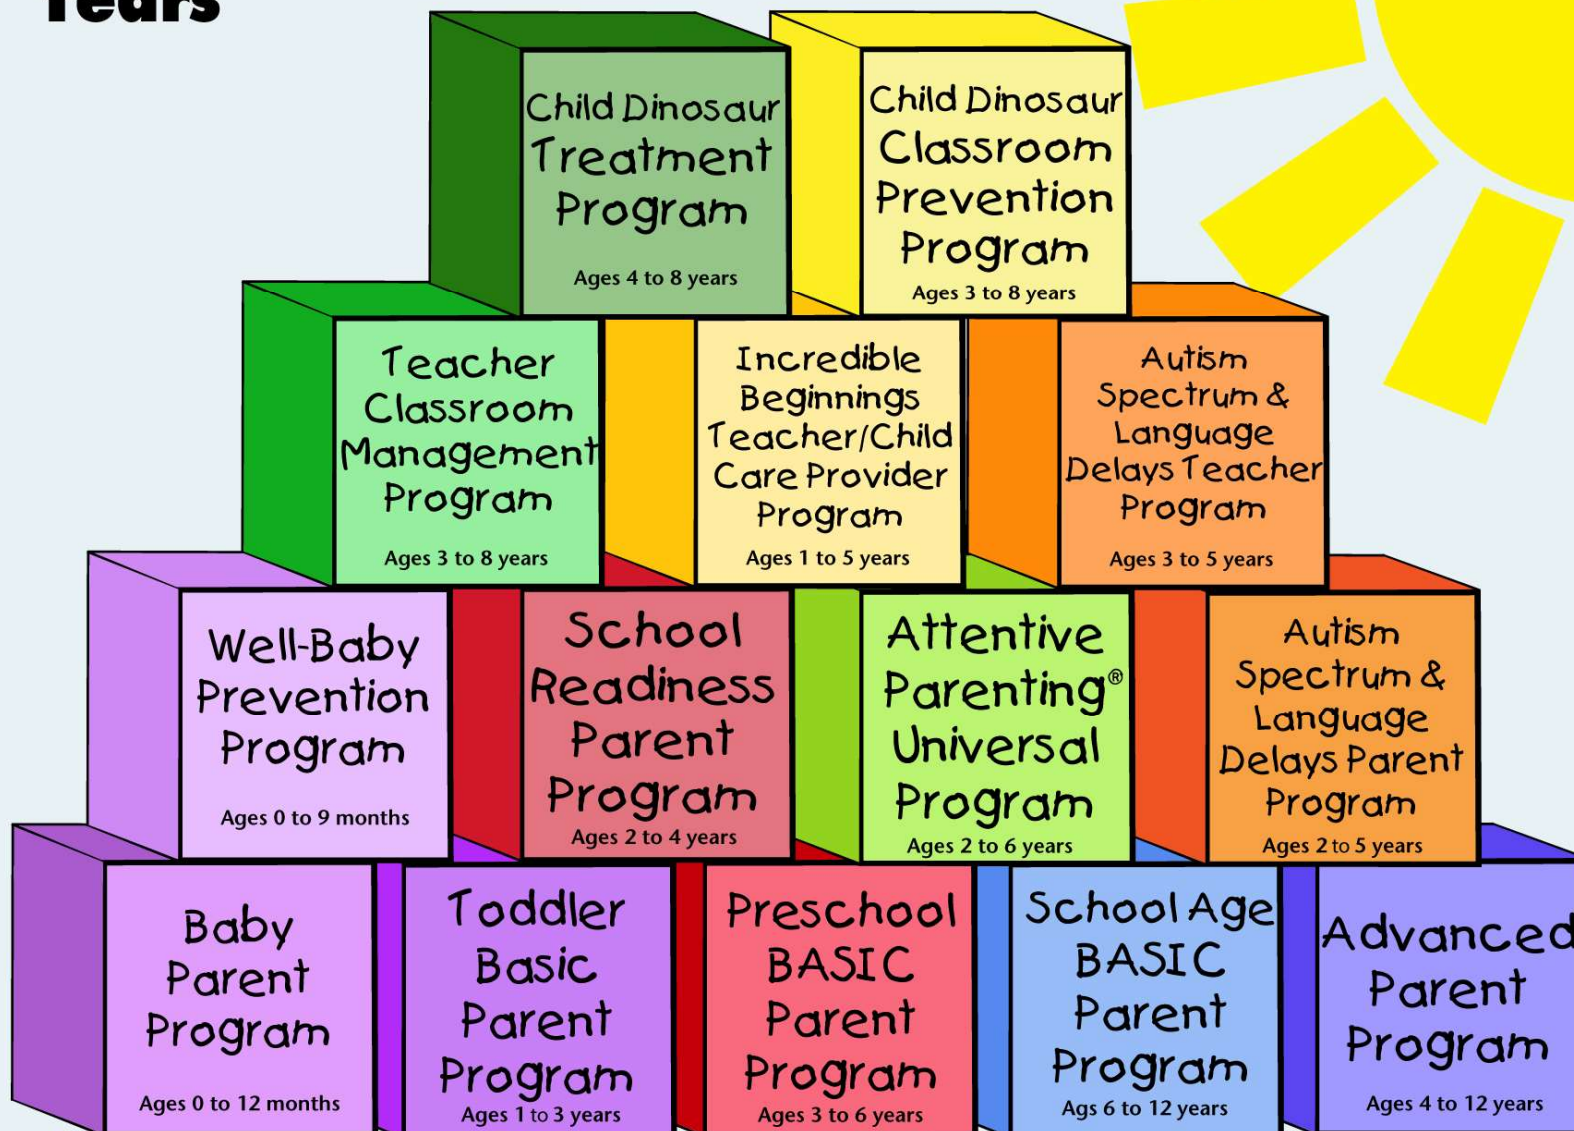 Years
Child Dinosaur
Treatment
Program
Ages 4 to 8 years
Child Dinosaur
Classroom
Prevention
Program
Ages 3 to 8 years
Teacher
Classroom
Management
Program
Ages 3 to 8 years
Incredible
Beginnings
Teacher/Child
Care Provider
Program
Ages 1 to 5 years
Autism
Spectrum &
Language
Delays Teacher
Program
Ages 3 to 5 years
Well-Baby
Prevention
Program
Ages 0 to 9 months
School
Readiness
Parent
Program
Ages 2 to 4 years
Attentive
Parenting®
Universal
Program
Ages 2 to 6 years
Autism
Spectrum &
Language
Delays Parent
Program
Ages 2 to 5 years
Baby
Parent
Program
Ages 0 to 12 months
Toddler
Basic
Parent
Program
Ages 1 to 3 years
Preschool
BASIC
Parent
Program
Ages 3 to 6 years
School Age
BASIC
Parent
Program
Ags 6 to 12 years
Advanced
Parent
Program
Ages 4 to 12 years